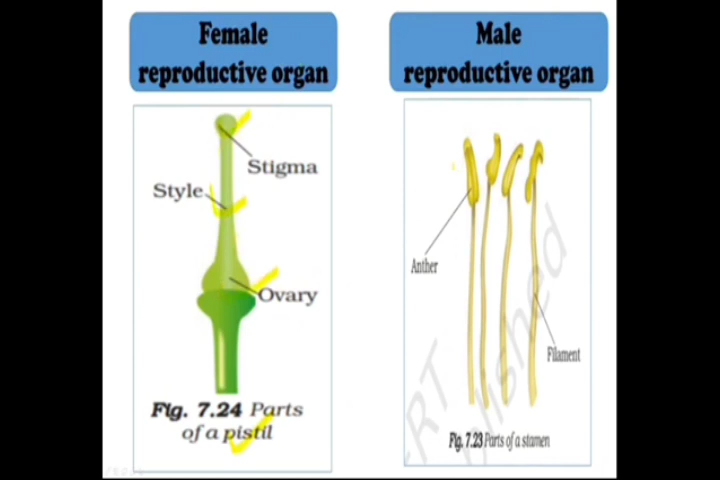 Female
reproductive organ
Stigma
Style
Ovary
Fig. 7.24 Parts
of a pistil
Male
reproductive organ
Anther
Filament
Fig. 7.23 Parts of a stamen